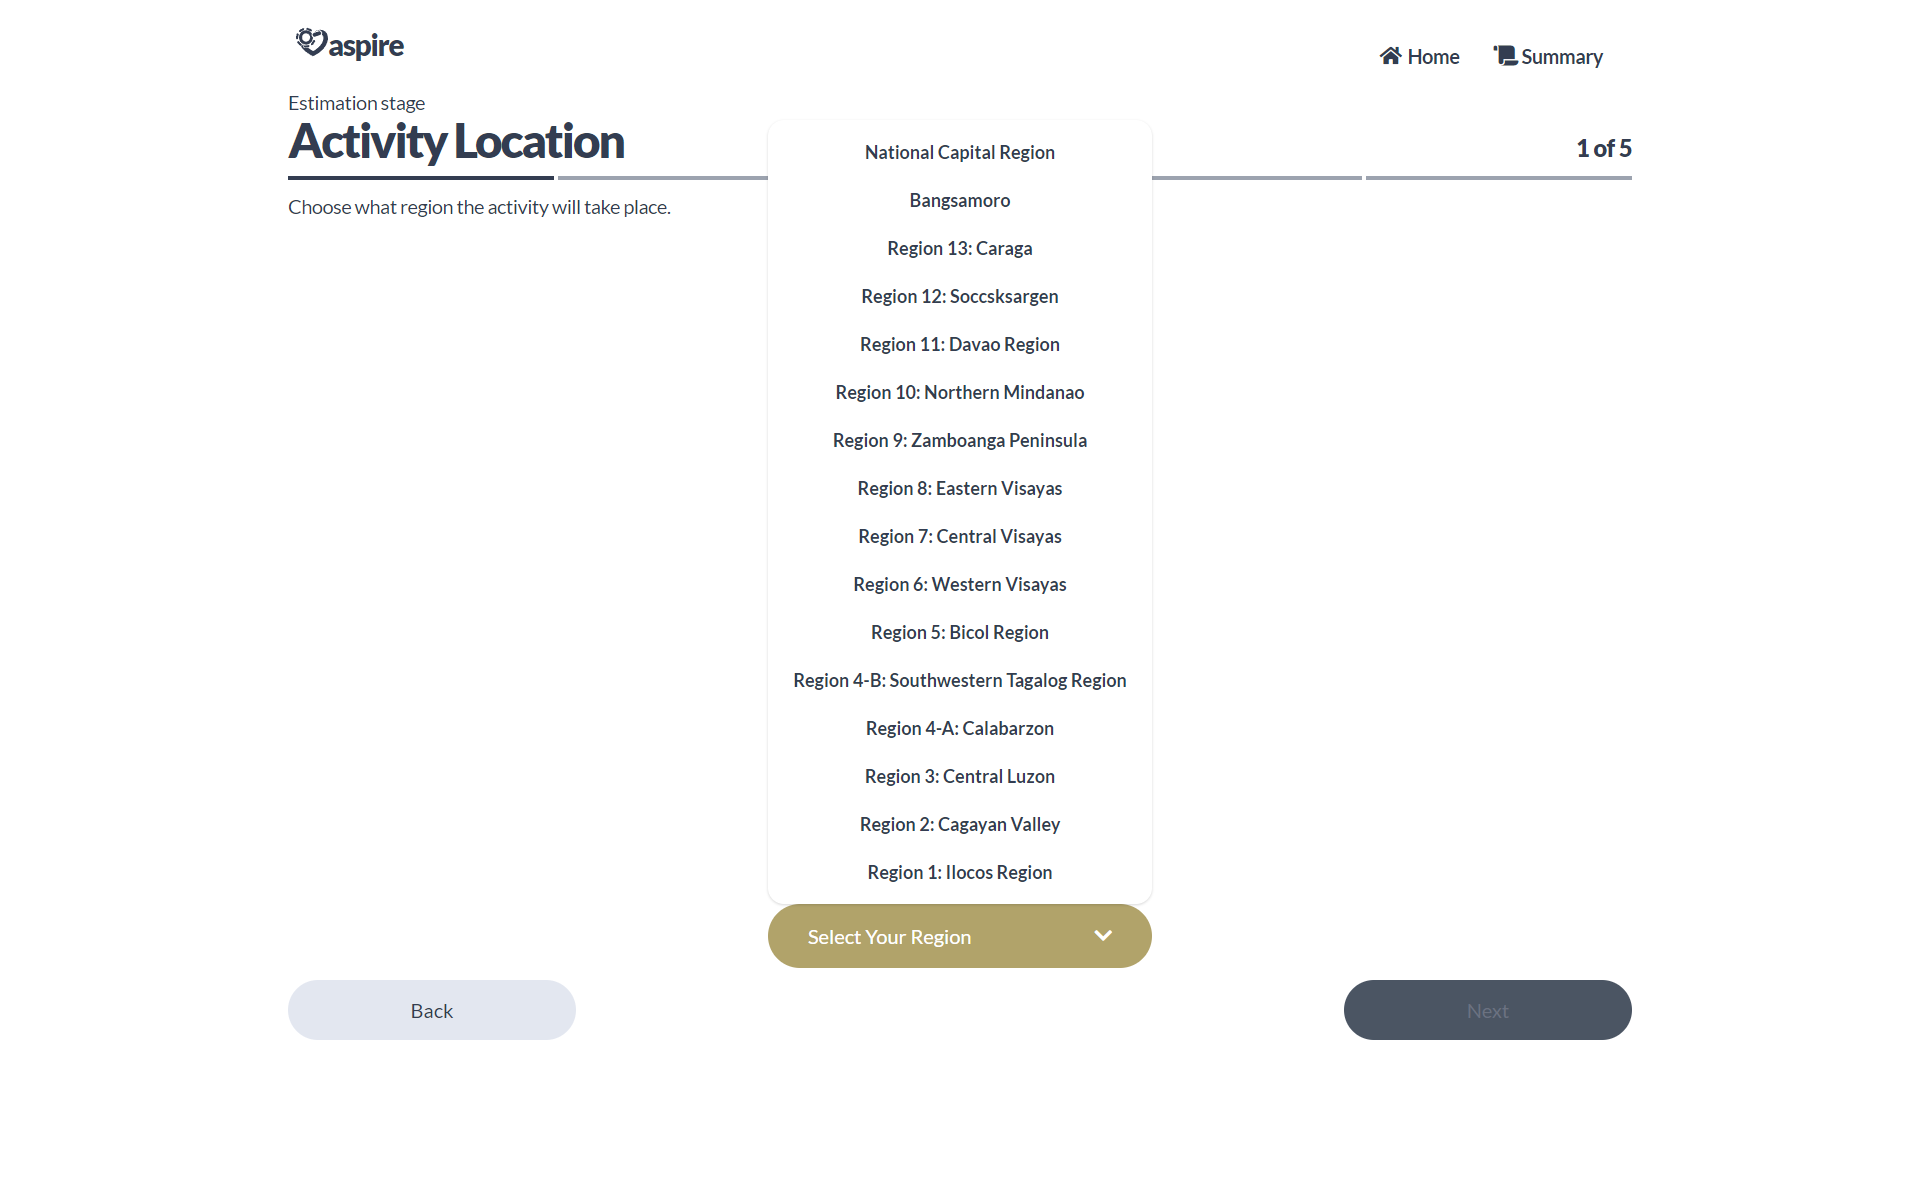 aspire
Home
Summary
Estimation stage
Activity Location
1 of 5
Choose what region the activity will take place.
National Capital Region
Bangsamoro
Region 13: Caraga
Region 12: Soccsksargen
Region 11: Davao Region
Region 10: Northern Mindanao
Region 9: Zamboanga Peninsula
Region 8: Eastern Visayas
Region 7: Central Visayas
Region 6: Western Visayas
Region 5: Bicol Region
Region 4-B: Southwestern Tagalog Region
Region 4-A: Calabarzon
Region 3: Central Luzon
Region 2: Cagayan Valley
Region 1: Ilocos Region
Select Your Region
Back
Next